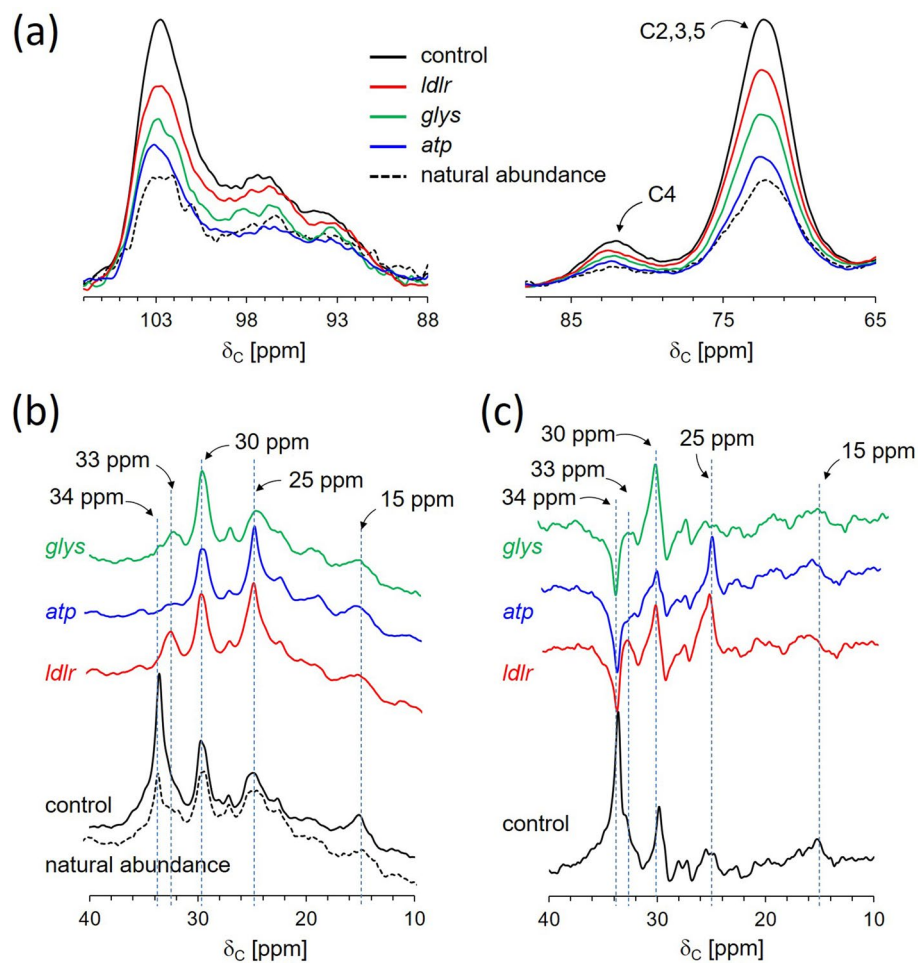 (a)
control
ldlr
glys
atp
natural abundance
C2,3,5
C4
103 98 93 88
δC [ppm]
85 75 65
δC [ppm]
(b)
30 ppm
33 ppm
25 ppm
34 ppm
15 ppm
glys
atp
ldlr
control
natural abundance
40 30 20 10
δC [ppm]
(c)
30 ppm
25 ppm
33 ppm
15 ppm
34 ppm
glys
atp
ldlr
control
40 30 20 10
δC [ppm]